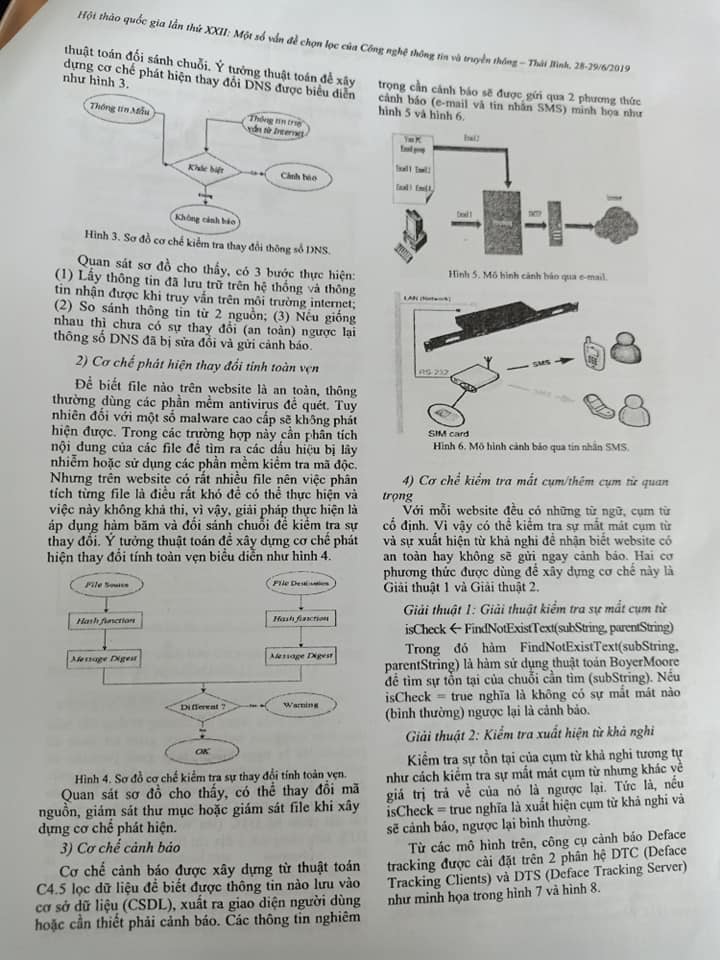 Hội thảo quốc gia lần thứ XXII: Một số vấn đề chọn lọc của Công nghệ thông tin và truyền thông – Thái Bình, 28-29/6/2019
thuật toán đối sánh chuỗi. Ý tưởng thuật toán để xây
dựng cơ chế phát hiện thay đổi DNS được biểu diễn
như hình 3.
Thông tin Mẫu
Thông tin truy
vấn từ Internet
Khác biệt
Cảnh báo
Không cảnh báo
Hình 3. Sơ đồ cơ chế kiểm tra thay đổi thông số DNS.
Quan sát sơ đồ cho thấy, có 3 bước thực hiện:
(1) Lấy thông tin đã lưu trữ trên hệ thống và thông
tin nhận được khi truy vấn trên môi trường internet;
(2) So sánh thông tin từ 2 nguồn; (3) Nếu giống
nhau thì chưa có sự thay đổi (an toàn) ngược lại
thông số DNS đã bị sửa đổi và gửi cảnh báo.
2) Cơ chế phát hiện thay đổi tính toàn vẹn
Để biết file nào trên website là an toàn, thông
thường dùng các phần mềm antivirus để quét. Tuy
nhiên đối với một số malware cao cấp sẽ không phát
hiện được. Trong các trường hợp này cần phân tích
nội dung của các file để tìm ra các dấu hiệu bị lây
nhiễm hoặc sử dụng các phần mềm kiểm tra mã độc.
Nhưng trên website có rất nhiều file nên việc phân
tích từng file là điều rất khó để có thể thực hiện và
việc này không khả thi, vì vậy, giải pháp thực hiện là
áp dụng hàm băm và đối sánh chuỗi để kiểm tra sự
thay đổi. Ý tưởng thuật toán để xây dựng cơ chế phát
hiện thay đổi tính toàn vẹn biểu diễn như hình 4.
File Source
File Destination
Hash function
Hash function
Message Digest
Message Digest
Different ?
Warning
OK
Hình 4. Sơ đồ cơ chế kiểm tra sự thay đổi tính toàn vẹn.
Quan sát sơ đồ cho thấy, có thể thay đổi mã
nguồn, giám sát thư mục hoặc giám sát file khi xây
dựng cơ chế phát hiện.
3) Cơ chế cảnh báo
Cơ chế cảnh báo được xây dựng từ thuật toán
C4.5 lọc dữ liệu để biết được thông tin nào lưu vào
cơ sở dữ liệu (CSDL), xuất ra giao diện người dùng
hoặc cần thiết phải cảnh báo. Các thông tin nghiêm
trọng cần cảnh báo sẽ được gửi qua 2 phương thức
cảnh báo (e-mail và tin nhắn SMS) minh họa như
hình 5 và hình 6.
Email 2
Email group
Email 1 Email 2
Email 3 Email 4
Email 1
SMTP
Hình 5. Mô hình cảnh báo qua e-mail.
LAN (Network)
RS-232
SMS
SMS
SIM card
Hình 6. Mô hình cảnh báo qua tin nhắn SMS.
4) Cơ chế kiểm tra mất cụm/thêm cụm từ quan
trọng
Với mỗi website đều có những từ ngữ, cụm từ
cố định. Vì vậy có thể kiểm tra sự mất mát cụm từ
và sự xuất hiện từ khả nghi để nhận biết website có
an toàn hay không sẽ gửi ngay cảnh báo. Hai cơ
phương thức được dùng để xây dựng cơ chế này là
Giải thuật 1 và Giải thuật 2.
Giải thuật 1: Giải thuật kiểm tra sự mất cụm từ
isCheck ← FindNotExistText(subString, parentString)
Trong đó hàm FindNotExistText(subString,
parentString) là hàm sử dụng thuật toán BoyerMoore
để tìm sự tồn tại của chuỗi cần tìm (subString). Nếu
isCheck = true nghĩa là không có sự mất mát nào
(bình thường) ngược lại là cảnh báo.
Giải thuật 2: Kiểm tra xuất hiện từ khả nghi
Kiểm tra sự tồn tại của cụm từ khả nghi tương tự
như cách kiểm tra sự mất mát cụm từ nhưng khác về
giá trị trả về của nó là ngược lại. Tức là, nếu
isCheck = true nghĩa là xuất hiện cụm từ khả nghi và
sẽ cảnh báo, ngược lại bình thường.
Từ các mô hình trên, công cụ cảnh báo Deface
tracking được cài đặt trên 2 phân hệ DTC (Deface
Tracking Clients) và DTS (Deface Tracking Server)
như minh họa trong hình 7 và hình 8.